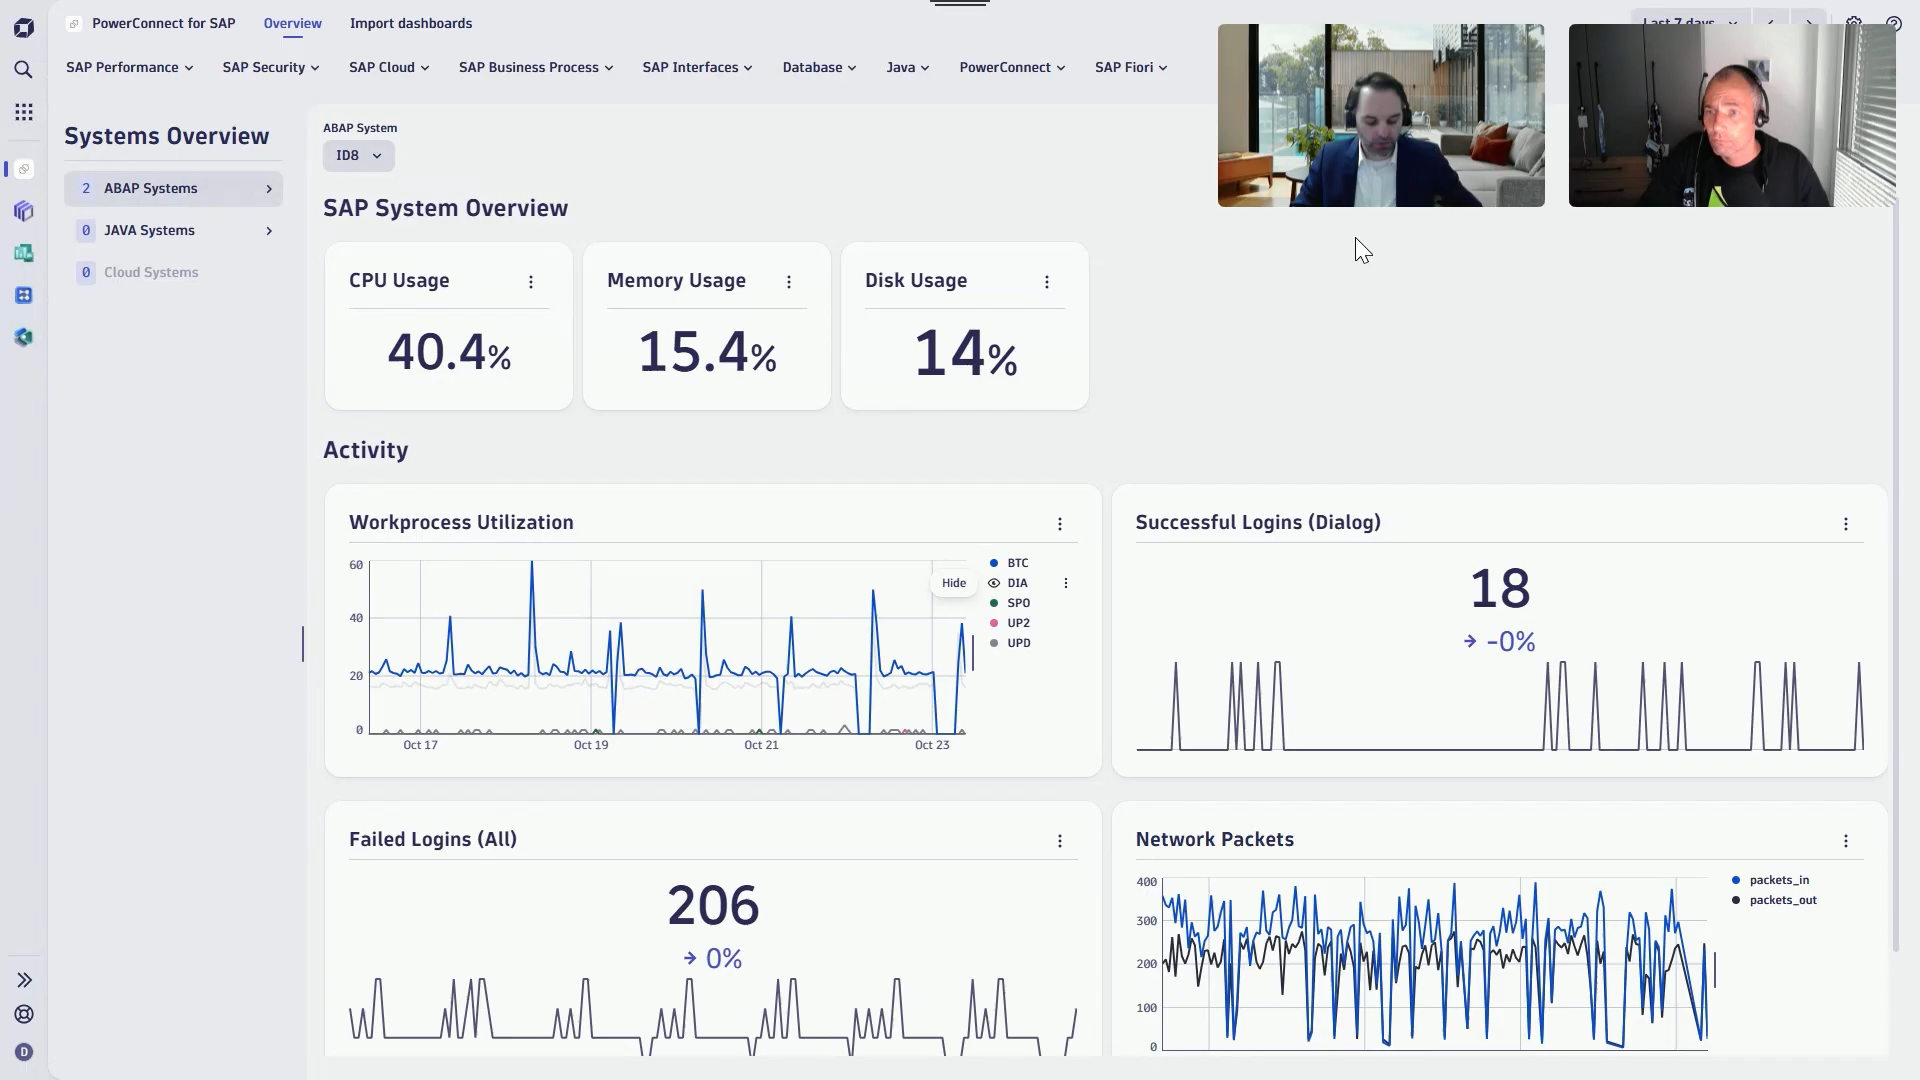 PowerConnect for SAP
Overview
Import dashboards
Last 7 days
SAP Performance
SAP Security
SAP Cloud
SAP Business Process
SAP Interfaces
Database
Java
PowerConnect
SAP Fiori
Systems Overview
2 ABAP Systems
0 JAVA Systems
0 Cloud Systems
ABAP System
ID8
SAP System Overview
CPU Usage
40.4%
Memory Usage
15.4%
Disk Usage
14%
Activity
Workprocess Utilization
60
40
20
0
Oct 17
Oct 19
Oct 21
Oct 23
Hide
BTC
DIA
SPO
UP2
UPD
Successful Logins (Dialog)
18
-0%
Failed Logins (All)
206
0%
Network Packets
400
300
200
100
0
packets_in
packets_out
D